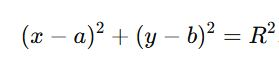 (x − a)² + (y − b)² = R²